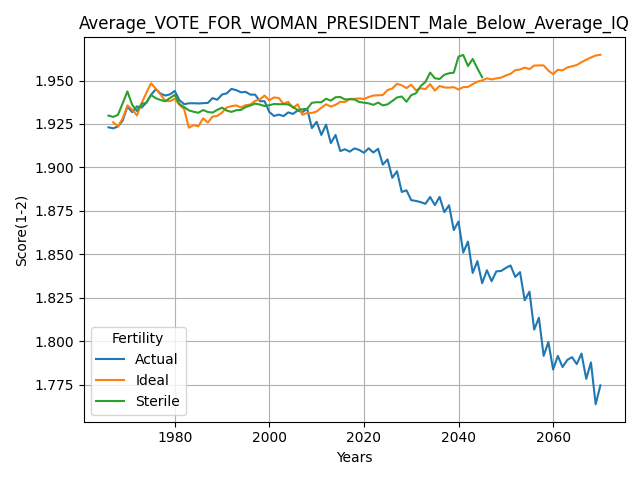 Average_VOTE_FOR_WOMAN_PRESIDENT_Male_Below_Average_IQ
Score(1-2)
1.950
1.925
1.900
1.875
1.850
1.825
1.800
1.775
Fertility
Actual
Ideal
Sterile
1980 2000 2020 2040 2060
Years